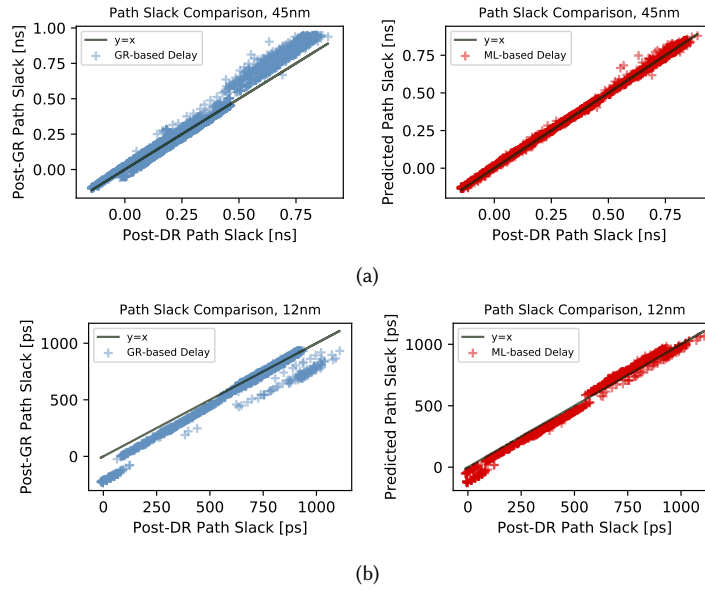 Path Slack Comparison, 45nm
Post-GR Path Slack [ns]
1.00
0.75
0.50
0.25
0.00
y=x
GR-based Delay
0.00 0.25 0.50 0.75
Post-DR Path Slack [ns]
Path Slack Comparison, 45nm
Predicted Path Slack [ns]
0.75
0.50
0.25
0.00
y=x
ML-based Delay
0.00 0.25 0.50 0.75
Post-DR Path Slack [ns]
(a)
Path Slack Comparison, 12nm
Post-GR Path Slack [ps]
1000
500
0
y=x
GR-based Delay
0 250 500 750 1000
Post-DR Path Slack [ps]
Path Slack Comparison, 12nm
Predicted Path Slack [ps]
1000
500
0
y=x
ML-based Delay
0 250 500 750 1000
Post-DR Path Slack [ps]
(b)